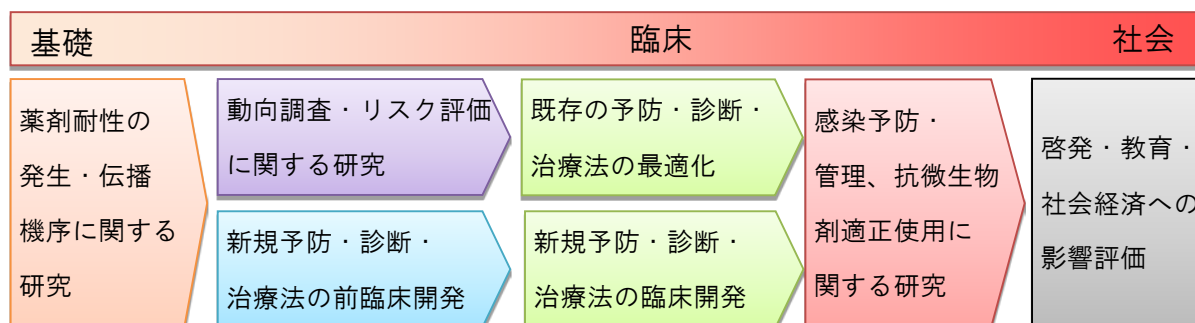 基礎
臨床
社会
薬剤耐性の
発生・伝播
機序に関する
研究
動向調査・リスク評価
に関する研究
新規予防・診断・
治療法の前臨床開発
既存の予防・診断・
治療法の最適化
新規予防・診断・
治療法の臨床開発
感染予防・
管理、抗微生物
剤適正使用に
関する研究
啓発・教育・
社会経済への
影響評価